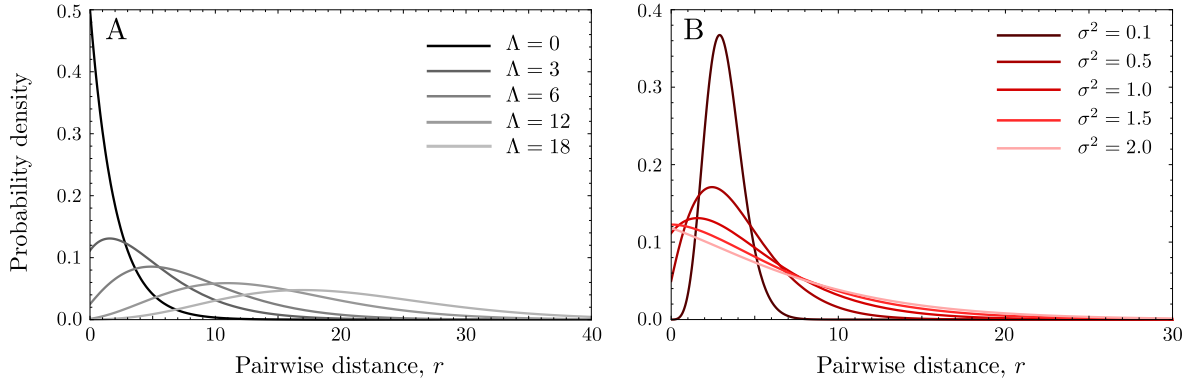 A
Λ = 0
Λ = 3
Λ = 6
Λ = 12
Λ = 18
0.5
0.4
0.3
0.2
0.1
0.0
0
10
20
30
40
Probability density
Pairwise distance, r
B
σ² = 0.1
σ² = 0.5
σ² = 1.0
σ² = 1.5
σ² = 2.0
0.4
0.3
0.2
0.1
0.0
0
10
20
30
Pairwise distance, r